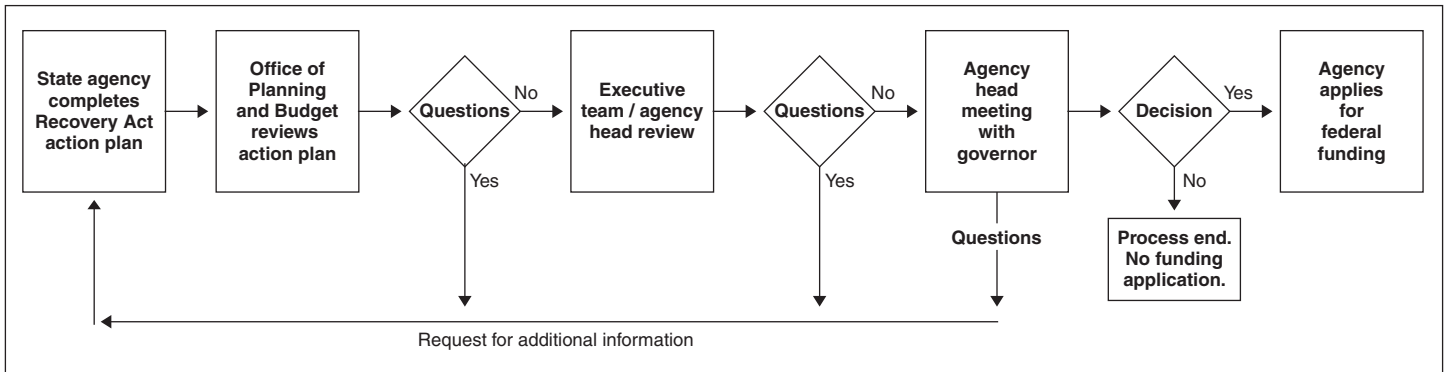 State agency
completes
Recovery Act
action plan
Office of
Planning
and Budget
reviews
action plan
Questions
No
Yes
Executive
team / agency
head review
Questions
No
Yes
Agency
head
meeting
with
governor
Questions
Decision
Yes
No
Process end.
No funding
application.
Agency
applies
for
federal
funding
Request for additional information